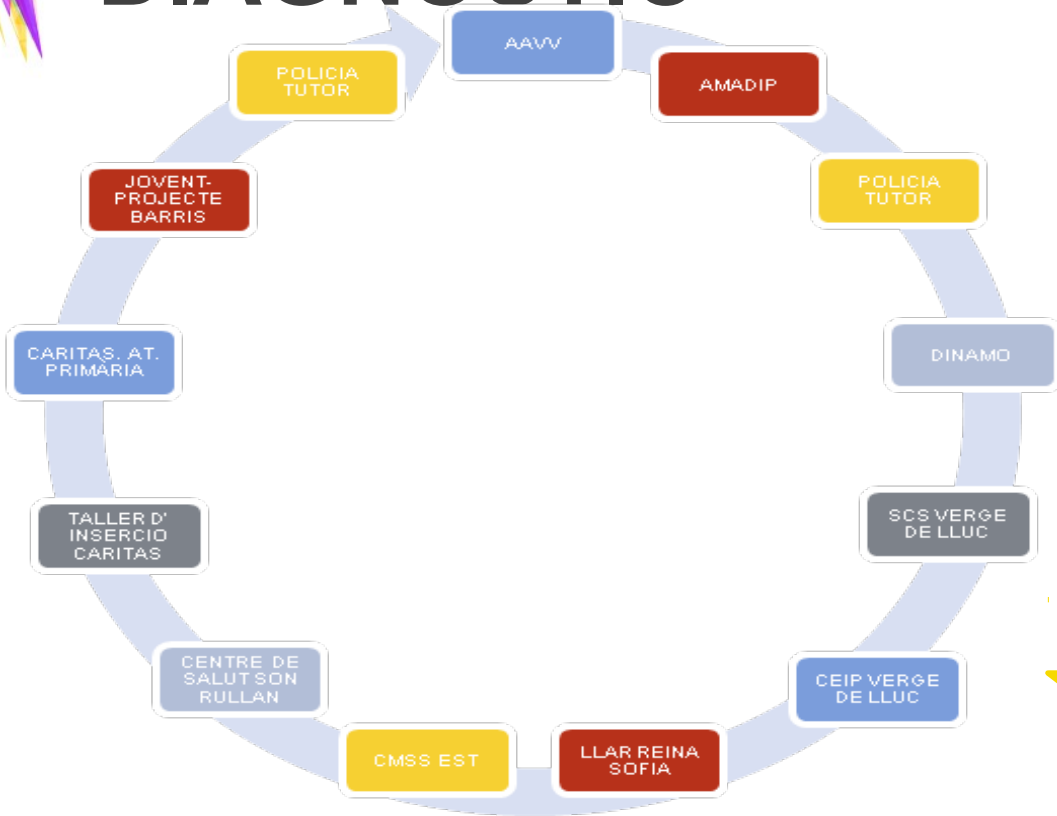 AAVV
AMADIP
POLICIA
TUTOR
DINAMO
SCS VERGE
DE LLUC
CEIP VERGE
DE LLUC
LLAR REINA
SOFIA
CMSS EST
CENTRE DE
SALUT SON
RULLAN
TALLER D'
INSERCIO
CARITAS
CARITAS. AT.
PRIMÀRIA
JOVENT-
PROJECTE
BARRIS
POLICIA
TUTOR